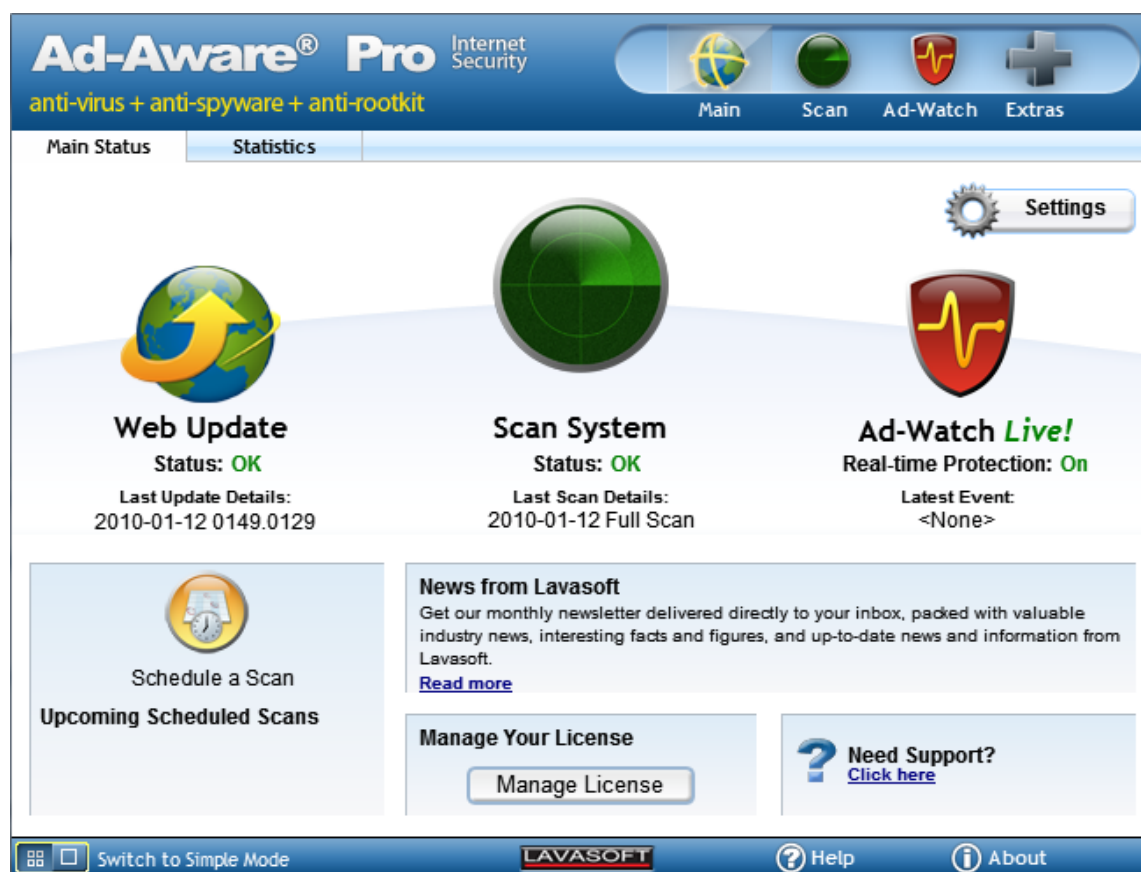 Ad-Aware® Pro Internet Security
anti-virus + anti-spyware + anti-rootkit
Main Scan Ad-Watch Extras
Main Status Statistics
Settings
Web Update
Status: OK
Last Update Details:
2010-01-12 0149.0129
Scan System
Status: OK
Last Scan Details:
2010-01-12 Full Scan
Ad-Watch Live!
Real-time Protection: On
Latest Event:
<None>
Schedule a Scan
Upcoming Scheduled Scans
News from Lavasoft
Get our monthly newsletter delivered directly to your inbox, packed with valuable
industry news, interesting facts and figures, and up-to-date news and information from
Lavasoft.
Read more
Manage Your License
Manage License
Need Support?
Click here
Switch to Simple Mode
LAVASOFT
Help
About